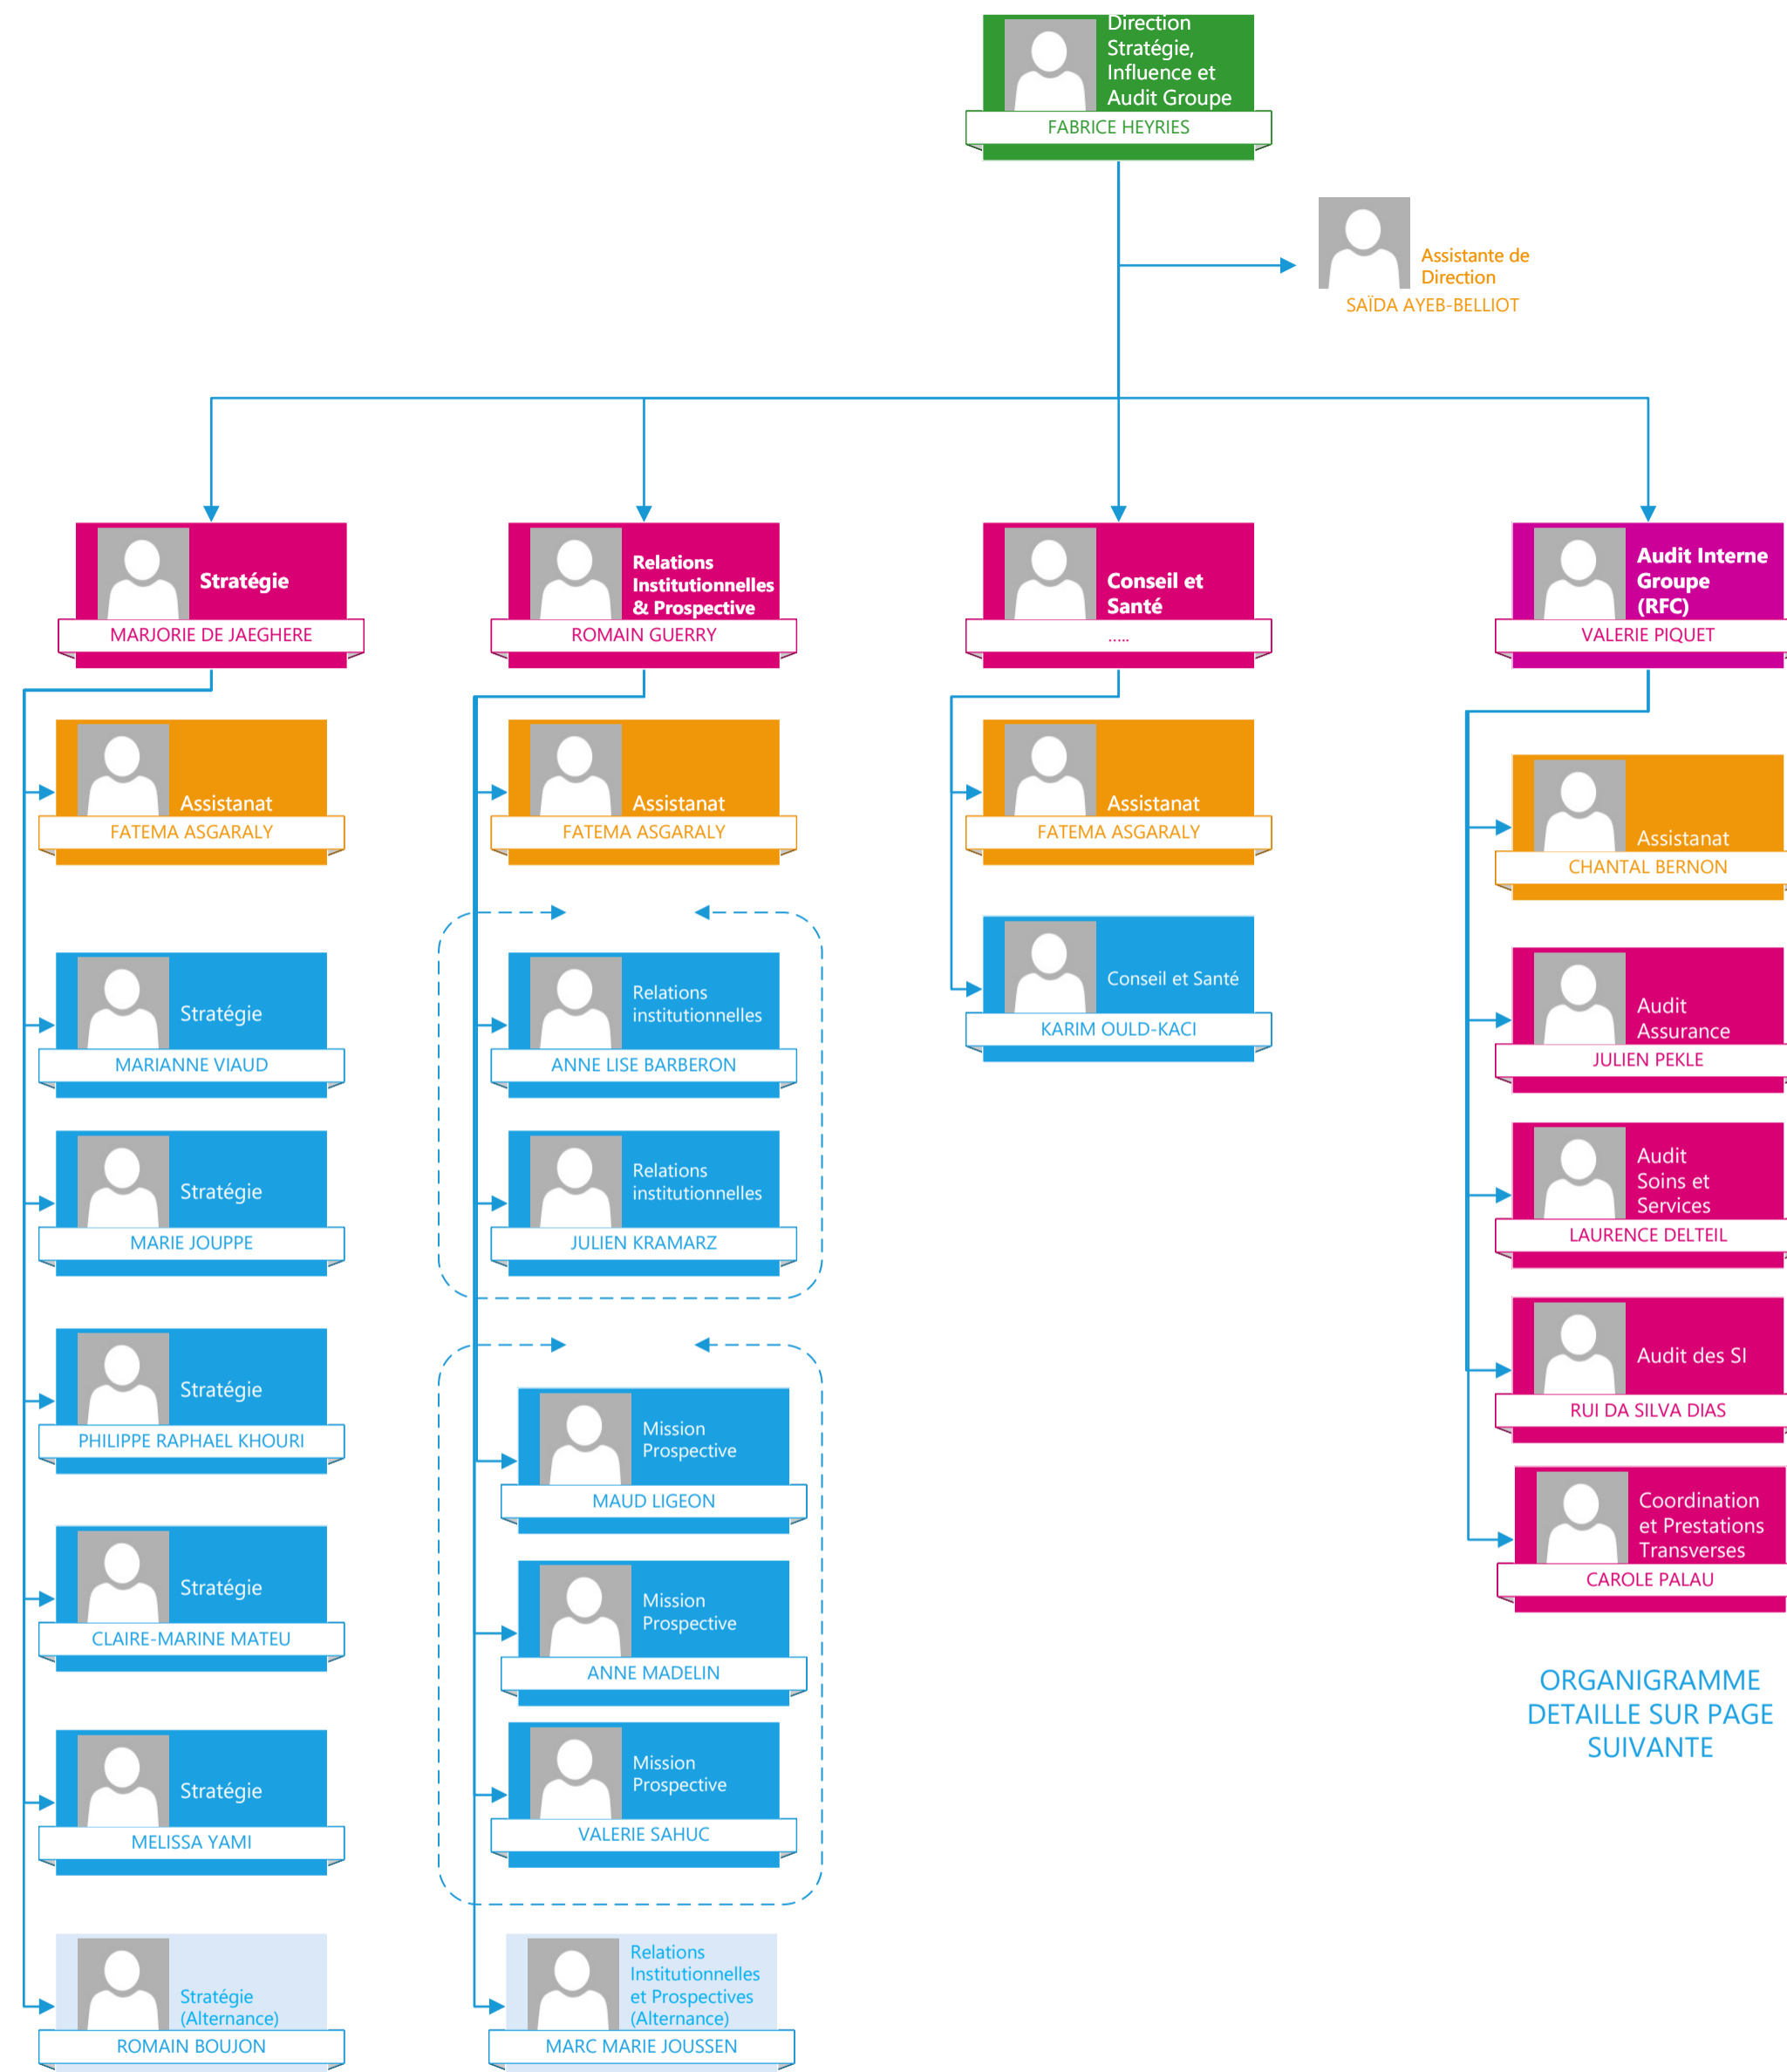 Direction
Stratégie,
Influence et
Audit Groupe
FABRICE HEYRIES
Assistante de
Direction
SAÏDA AYEB-BELLIOT
Stratégie
MARJORIE DE JAEGHERE
Relations
Institutionnelles
& Prospective
ROMAIN GUERRY
Conseil et
Santé
.....
Audit Interne
Groupe
(RFC)
VALERIE PIQUET
Assistanat
FATEMA ASGARALY
Stratégie
MARIANNE VIAUD
Stratégie
MARIE JOUPPE
Stratégie
PHILIPPE RAPHAEL KHOURI
Stratégie
CLAIRE-MARINE MATEU
Stratégie
MELISSA YAMI
Stratégie
(Alternance)
ROMAIN BOUJON
Assistanat
FATEMA ASGARALY
Relations
institutionnelles
ANNE LISE BARBERON
Relations
institutionnelles
JULIEN KRAMARZ
Mission
Prospective
MAUD LIGEON
Mission
Prospective
ANNE MADELIN
Mission
Prospective
VALERIE SAHUC
Relations
Institutionnelles
et Prospectives
(Alternance)
MARC MARIE JOUSSEN
Assistanat
FATEMA ASGARALY
Conseil et Santé
KARIM OULD-KACI
Assistanat
CHANTAL BERNON
Audit
Assurance
JULIEN PEKLE
Audit
Soins et
Services
LAURENCE DELTEIL
Audit des SI
RUI DA SILVA DIAS
Coordination
et Prestations
Transverses
CAROLE PALAU
ORGANIGRAMME
DETAILLE SUR PAGE
SUIVANTE